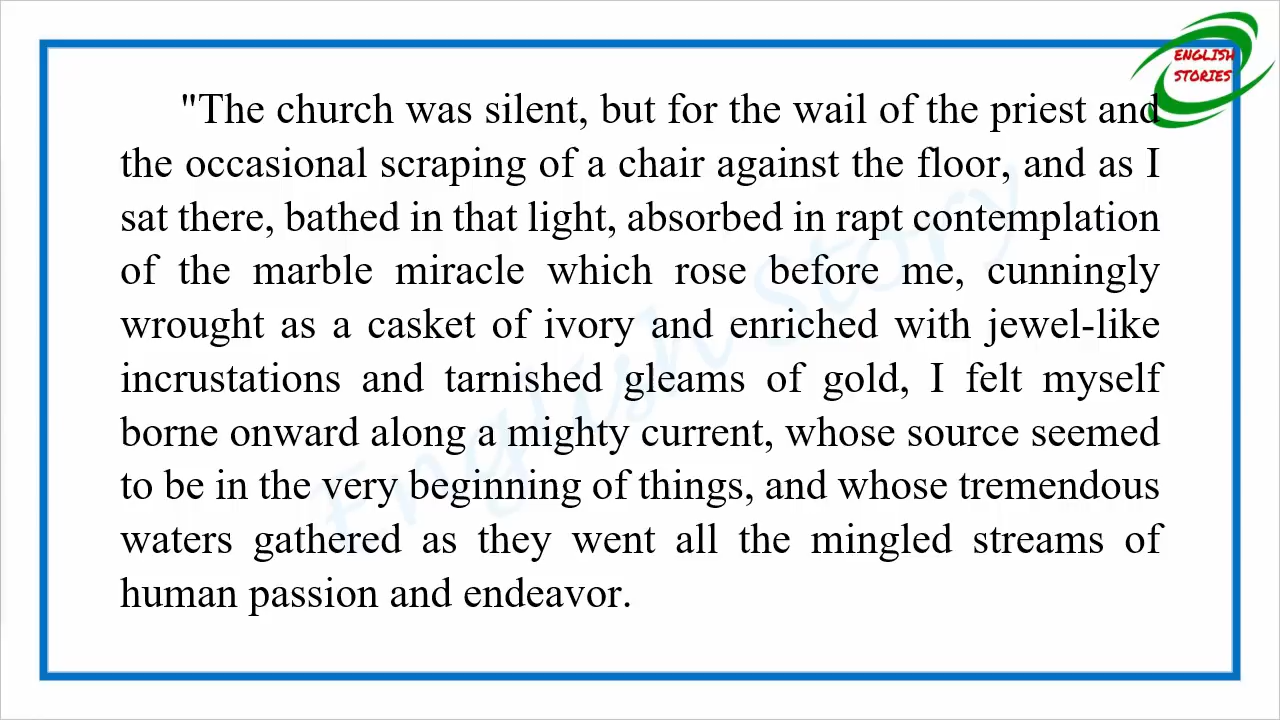 ENGLISH
STORIES
"The church was silent, but for the wail of the priest and
the occasional scraping of a chair against the floor, and as I
sat there, bathed in that light, absorbed in rapt contemplation
of the marble miracle which rose before me, cunningly
wrought as a casket of ivory and enriched with jewel-like
incrustations and tarnished gleams of gold, I felt myself
borne onward along a mighty current, whose source seemed
to be in the very beginning of things, and whose tremendous
waters gathered as they went all the mingled streams of
human passion and endeavor.
English Story